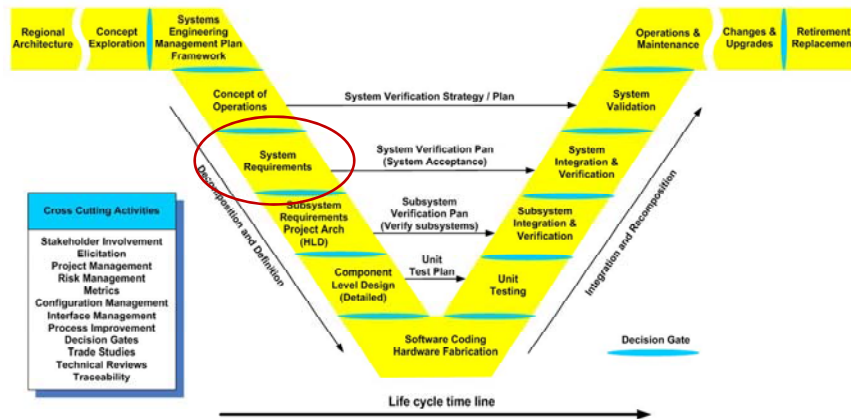 Regional
Architecture
Concept
Exploration
Systems
Engineering
Management Plan
Framework
Operations &
Maintenance
Changes &
Upgrades
Retirement
Replacement
Concept of
Operations
System Verification Strategy / Plan
System
Validation
System
Requirements
System Verification Pan
(System Acceptance)
System
Integration &
Verification
Subsystem
Requirements
Project Arch
(HLD)
Subsystem
Verification Pan
(Verify subsystems)
Subsystem
Integration &
Verification
Component
Level Design
(Detailed)
Unit
Test Plan
Unit
Testing
Software Coding
Hardware Fabrication
Decomposition and Definition
Integration and Recomposition
Cross Cutting Activities
Stakeholder Involvement
Elicitation
Project Management
Risk Management
Metrics
Configuration Management
Interface Management
Process Improvement
Decision Gates
Trade Studies
Technical Reviews
Traceability
Decision Gate
Life cycle time line